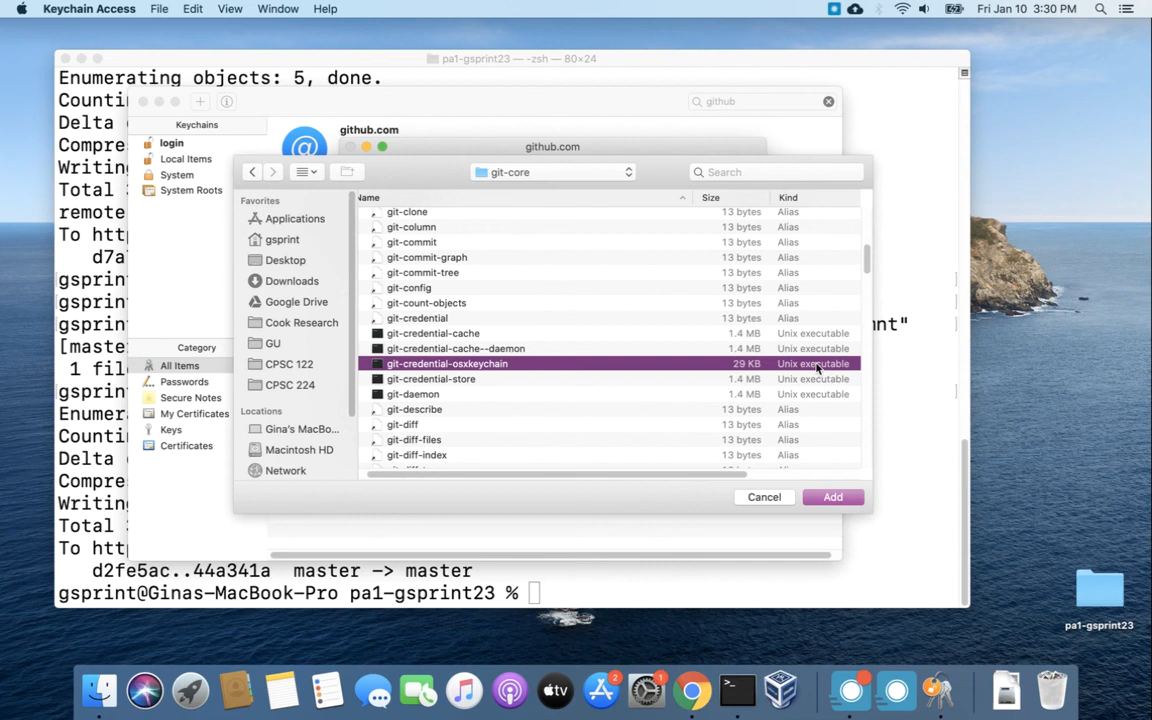 Keychain Access File Edit View Window Help Fri Jan 10 3:30 PM
pa1-gsprint23 — -zsh — 80×24
Enumerating objects: 5, done.
github
Keychains
github.com
login
github.com
Local Items
System
System Roots
git-core
Search
Favorites
Applications
gsprint
Desktop
Downloads
Google Drive
Cook Research
GU
CPSC 122
CPSC 224
Locations
Gina's MacBo...
Macintosh HD
Network
Name Size Kind
git-clone 13 bytes Alias
git-column 13 bytes Alias
git-commit 13 bytes Alias
git-commit-graph 13 bytes Alias
git-commit-tree 13 bytes Alias
git-config 13 bytes Alias
git-count-objects 13 bytes Alias
git-credential 13 bytes Alias
git-credential-cache 1.4 MB Unix executable
git-credential-cache--daemon 1.4 MB Unix executable
git-credential-osxkeychain 29 KB Unix executable
git-credential-store 1.4 MB Unix executable
git-daemon 1.4 MB Unix executable
git-describe 13 bytes Alias
git-diff 13 bytes Alias
git-diff-files 13 bytes Alias
git-diff-index 13 bytes Alias
Cancel Add
Category
All Items
Passwords
Secure Notes
My Certificates
Keys
Certificates
Counti
Delta
Compre
Writin
Total
remote
To htt
d7a
gsprin
gsprin
gsprin nt"
[maste
1 fil
gsprin
Enumer
Counti
Delta
Compre
Writin
Total
To htt
d2fe5ac..44a341a master -> master
gsprint@Ginas-MacBook-Pro pa1-gsprint23 %
pa1-gsprint23
tv
2
1